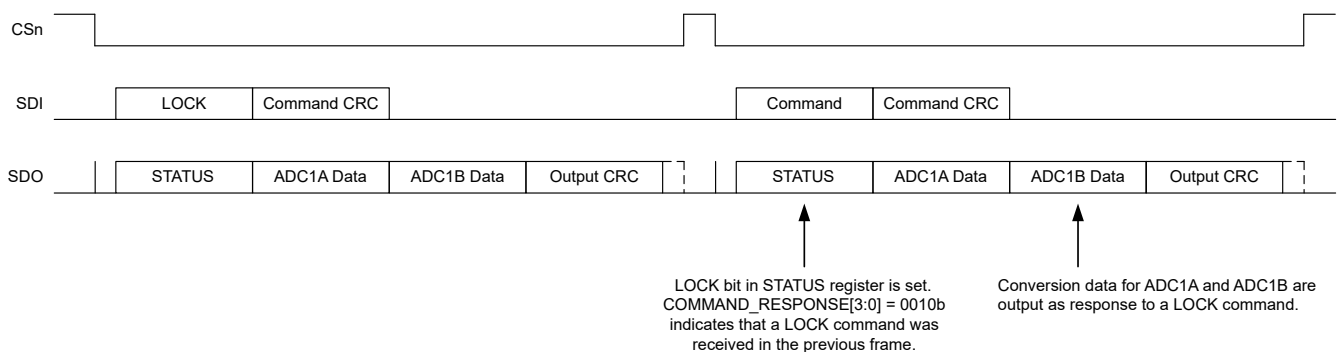 CSn
SDI LOCK Command CRC Command Command CRC
SDO STATUS ADC1A Data ADC1B Data Output CRC STATUS ADC1A Data ADC1B Data Output CRC
LOCK bit in STATUS register is set.
COMMAND_RESPONSE[3:0] = 0010b
indicates that a LOCK command was
received in the previous frame.
Conversion data for ADC1A and ADC1B are
output as response to a LOCK command.